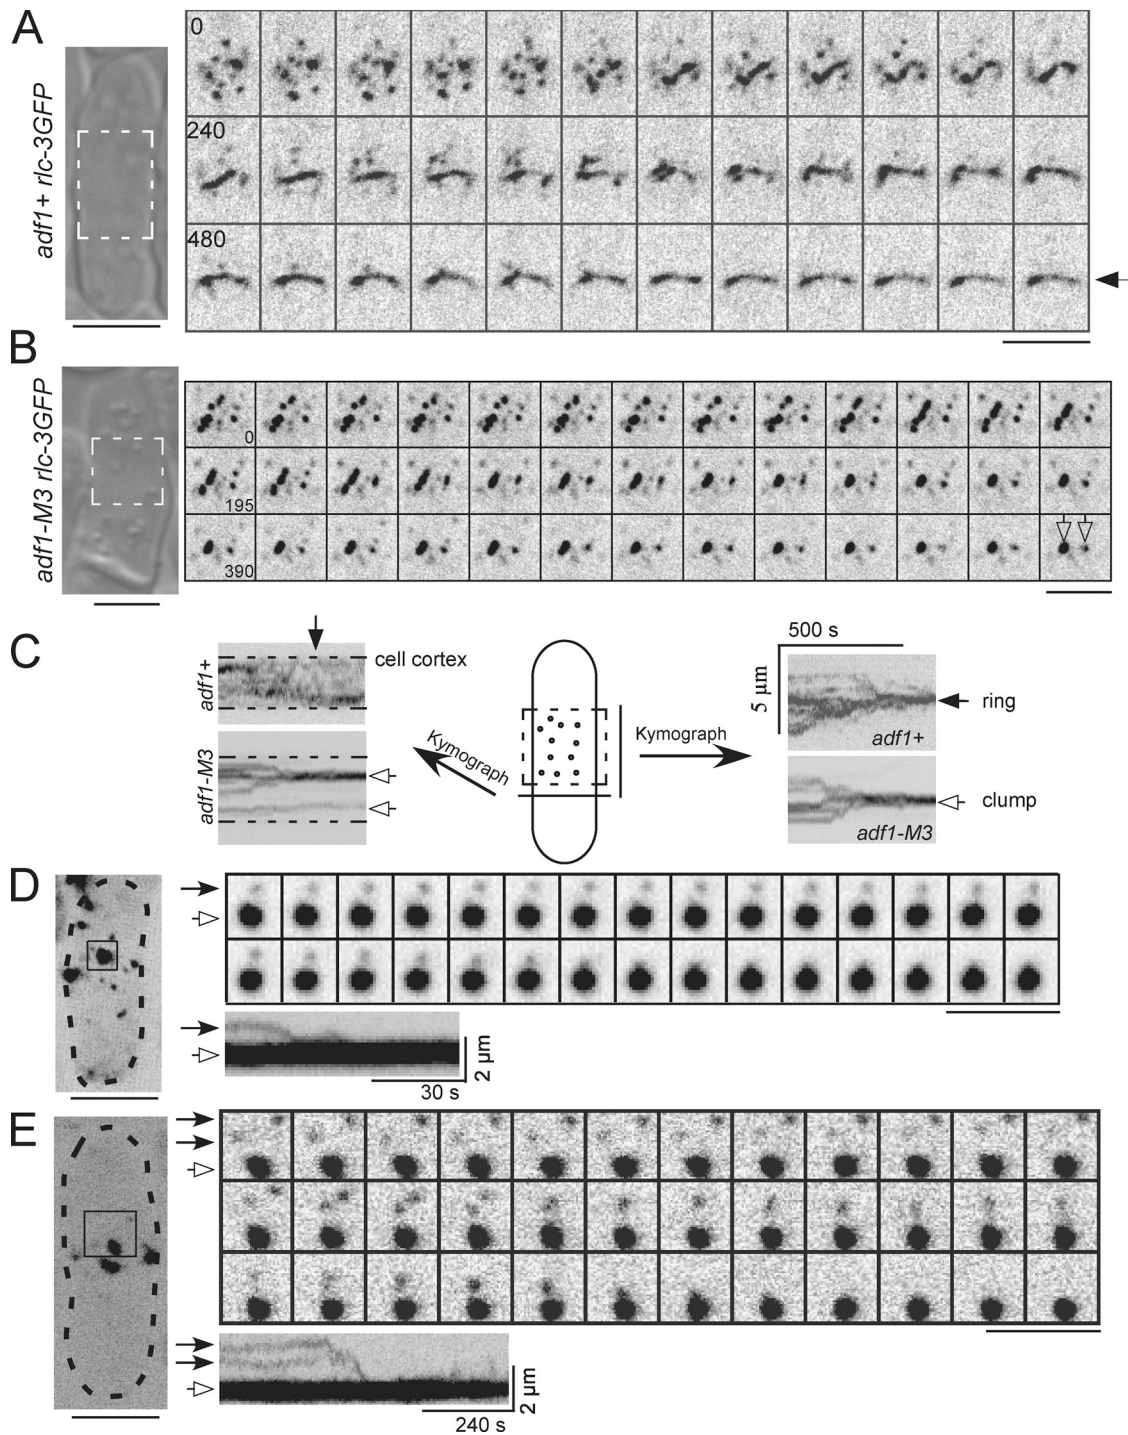 A
adf1+ rlc-3GFP
0
240
480
B
adf1-M3 rlc-3GFP
0
195
390
C
adf1+
cell cortex
adf1-M3
Kymograph
Kymograph
500 s
5 μm
ring
adf1+
clump
adf1-M3
D
2 μm
30 s
E
2 μm
240 s